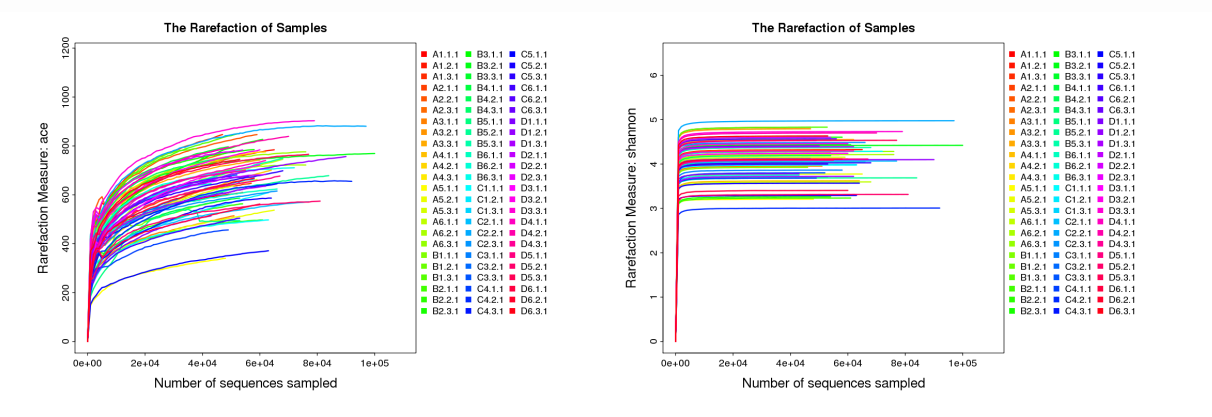 The Rarefaction of Samples
Rarefaction Measure: ace
0 200 400 600 800 1000 1200
0e+00 2e+04 4e+04 6e+04 8e+04 1e+05
Number of sequences sampled
A1.1.1 B3.1.1 C5.1.1
A1.2.1 B3.2.1 C5.2.1
A1.3.1 B3.3.1 C5.3.1
A2.1.1 B4.1.1 C6.1.1
A2.2.1 B4.2.1 C6.2.1
A2.3.1 B4.3.1 C6.3.1
A3.1.1 B5.1.1 D1.1.1
A3.2.1 B5.2.1 D1.2.1
A3.3.1 B5.3.1 D1.3.1
A4.1.1 B6.1.1 D2.1.1
A4.2.1 B6.2.1 D2.2.1
A4.3.1 B6.3.1 D2.3.1
A5.1.1 C1.1.1 D3.1.1
A5.2.1 C1.2.1 D3.2.1
A5.3.1 C1.3.1 D3.3.1
A6.1.1 C2.1.1 D4.1.1
A6.2.1 C2.2.1 D4.2.1
A6.3.1 C2.3.1 D4.3.1
B1.1.1 C3.1.1 D5.1.1
B1.2.1 C3.2.1 D5.2.1
B1.3.1 C3.3.1 D5.3.1
B2.1.1 C4.1.1 D6.1.1
B2.2.1 C4.2.1 D6.2.1
B2.3.1 C4.3.1 D6.3.1
The Rarefaction of Samples
Rarefaction Measure: shannon
0 1 2 3 4 5 6
0e+00 2e+04 4e+04 6e+04 8e+04 1e+05
Number of sequences sampled
A1.1.1 B3.1.1 C5.1.1
A1.2.1 B3.2.1 C5.2.1
A1.3.1 B3.3.1 C5.3.1
A2.1.1 B4.1.1 C6.1.1
A2.2.1 B4.2.1 C6.2.1
A2.3.1 B4.3.1 C6.3.1
A3.1.1 B5.1.1 D1.1.1
A3.2.1 B5.2.1 D1.2.1
A3.3.1 B5.3.1 D1.3.1
A4.1.1 B6.1.1 D2.1.1
A4.2.1 B6.2.1 D2.2.1
A4.3.1 B6.3.1 D2.3.1
A5.1.1 C1.1.1 D3.1.1
A5.2.1 C1.2.1 D3.2.1
A5.3.1 C1.3.1 D3.3.1
A6.1.1 C2.1.1 D4.1.1
A6.2.1 C2.2.1 D4.2.1
A6.3.1 C2.3.1 D4.3.1
B1.1.1 C3.1.1 D5.1.1
B1.2.1 C3.2.1 D5.2.1
B1.3.1 C3.3.1 D5.3.1
B2.1.1 C4.1.1 D6.1.1
B2.2.1 C4.2.1 D6.2.1
B2.3.1 C4.3.1 D6.3.1